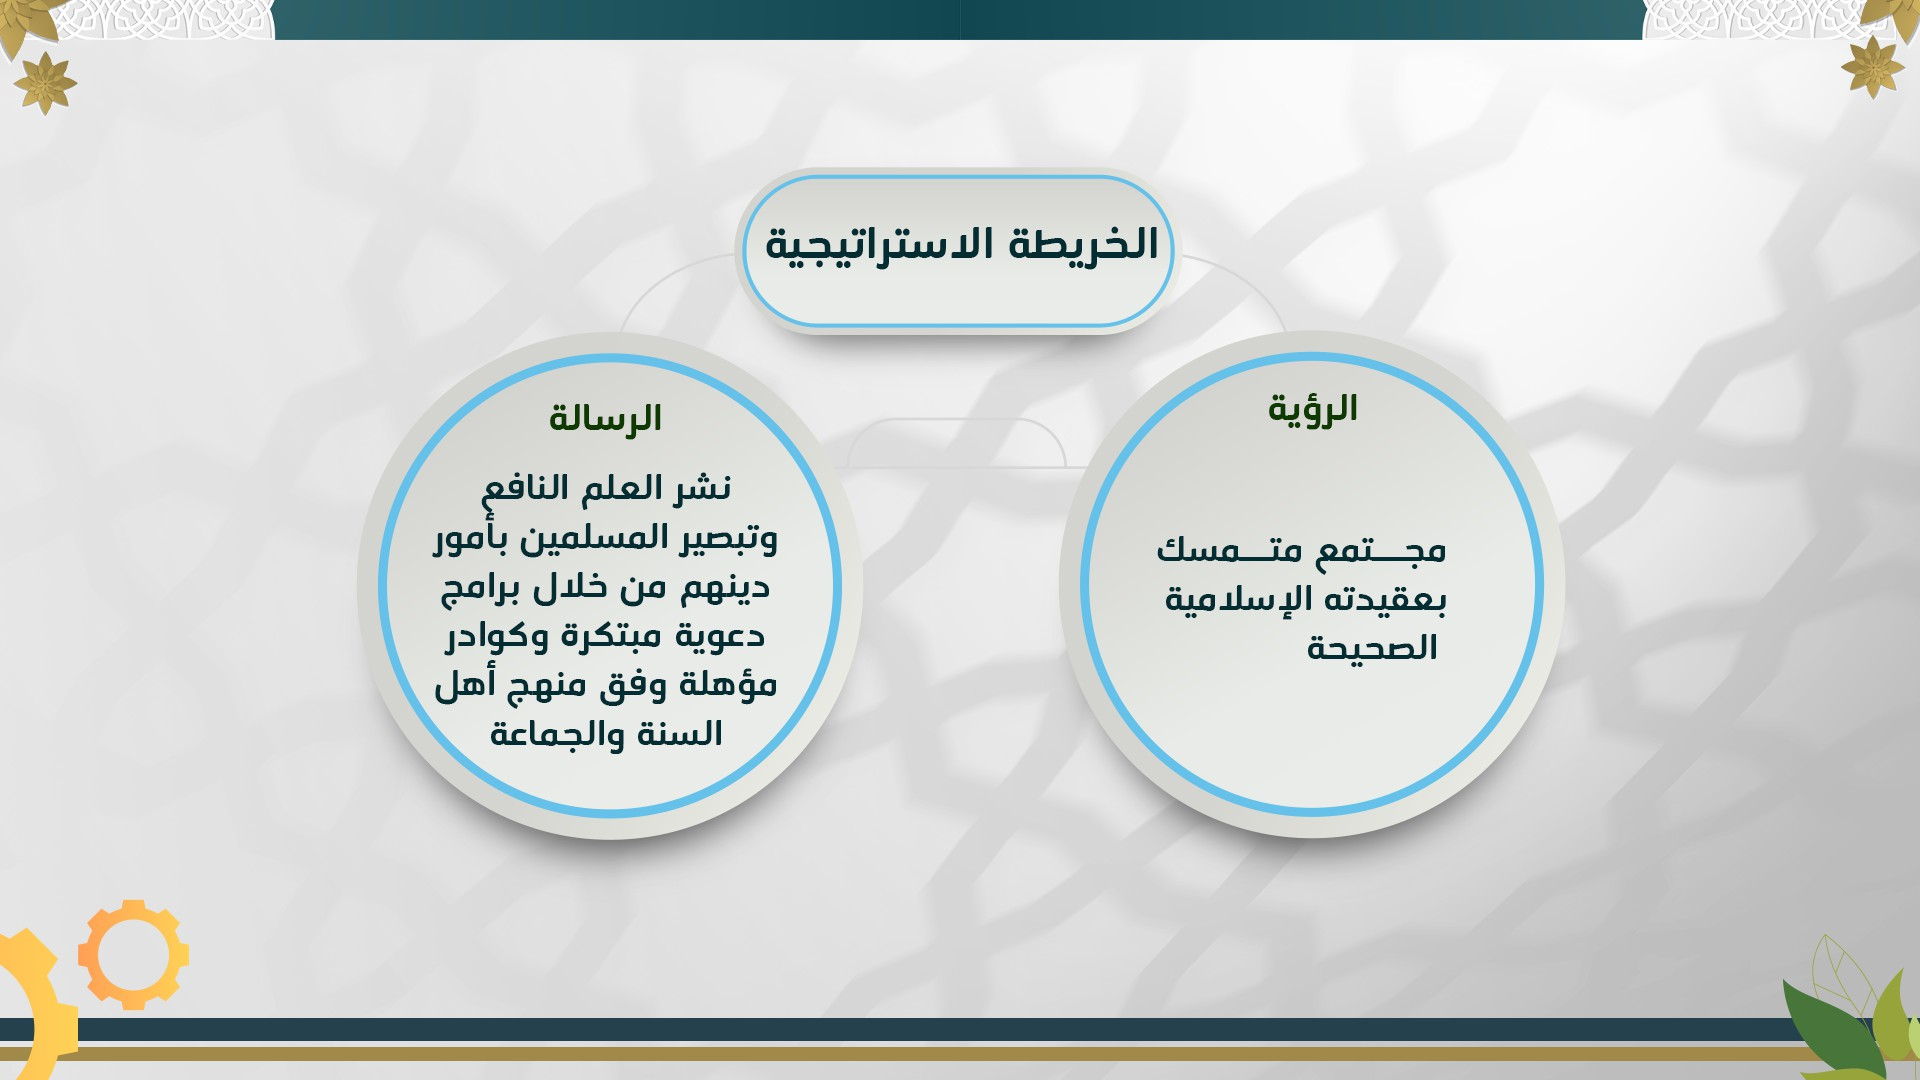 الخريطة الاستراتيجية
الرؤية
مجـــتمع متـــمسك
بعقيدته الإسلامية
الصحيحة
الرسالة
نشر العلم النافع
وتبصير المسلمين بأمور
دينهم من خلال برامج
دعوية مبتكرة وكوادر
مؤهلة وفق منهج أهل
السنة والجماعة